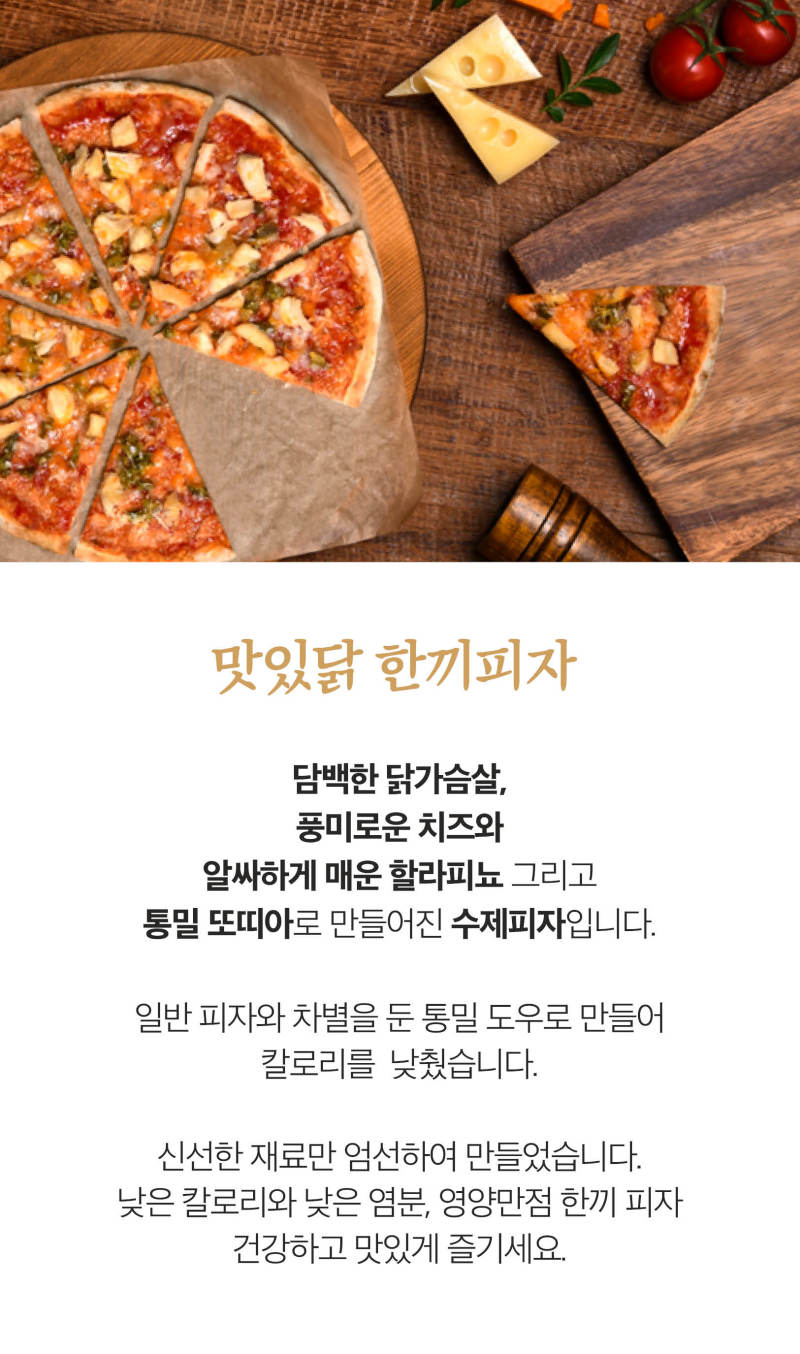 맛있닭 한끼피자
담백한 닭가슴살,
풍미로운 치즈와
알싸하게 매운 할라피뇨 그리고
통밀 또띠아로 만들어진 수제피자입니다.
일반 피자와 차별을 둔 통밀 도우로 만들어
칼로리를 낮췄습니다.
신선한 재료만 엄선하여 만들었습니다.
낮은 칼로리와 낮은 염분, 영양만점 한끼 피자
건강하고 맛있게 즐기세요.